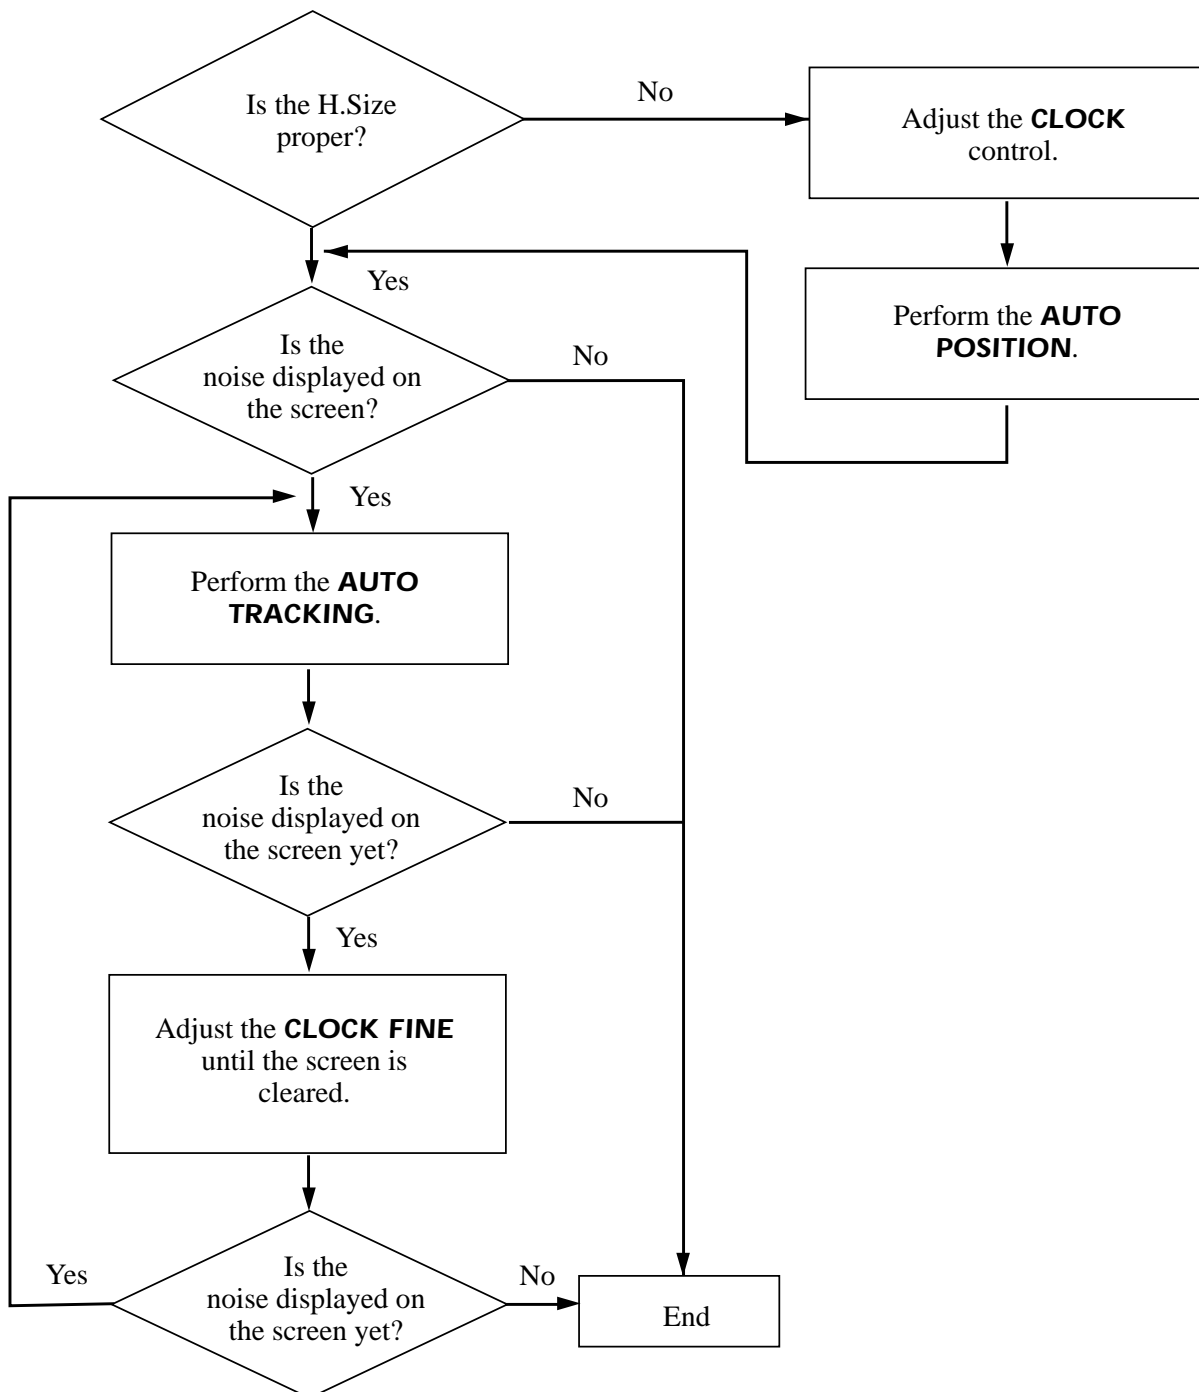 Is the H.Size
proper?
No
Adjust the CLOCK
control.
Yes
Perform the AUTO
POSITION.
Is the
noise displayed on
the screen?
No
Yes
Perform the AUTO
TRACKING.
Is the
noise displayed on
the screen yet?
No
Yes
Adjust the CLOCK FINE
until the screen is
cleared.
Yes
Is the
noise displayed on
the screen yet?
No
End